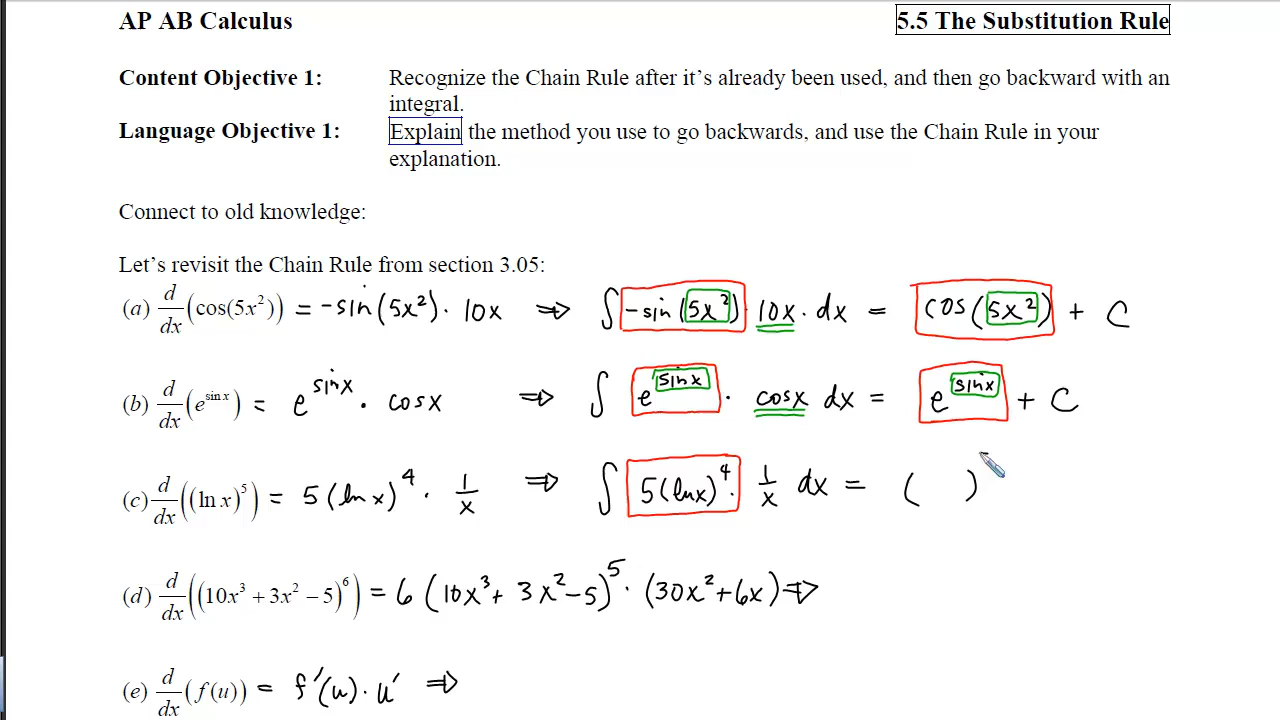 AP AB Calculus 5.5 The Substitution Rule
Content Objective 1: Recognize the Chain Rule after it's already been used, and then go backward with an
integral.
Language Objective 1: Explain the method you use to go backwards, and use the Chain Rule in your
explanation.
Connect to old knowledge:
Let's revisit the Chain Rule from section 3.05:
(a) d/dx (cos(5x²)) = -sin(5x²) · 10x ⇒ ∫ -sin(5x²) · 10x · dx = cos(5x²) + C
(b) d/dx (e^(sin x)) = e^(sinx) · cosx ⇒ ∫ e^(sinx) · cosx dx = e^(sinx) + C
(c) d/dx ((ln x)⁵) = 5(lnx)⁴ · 1/x ⇒ ∫ 5(lnx)⁴ · 1/x dx = ( )
(d) d/dx ((10x³ + 3x² − 5)⁶) = 6(10x³ + 3x² − 5)⁵ · (30x² + 6x) ⇒
(e) d/dx (f(u)) = f′(u) · u′ ⇒